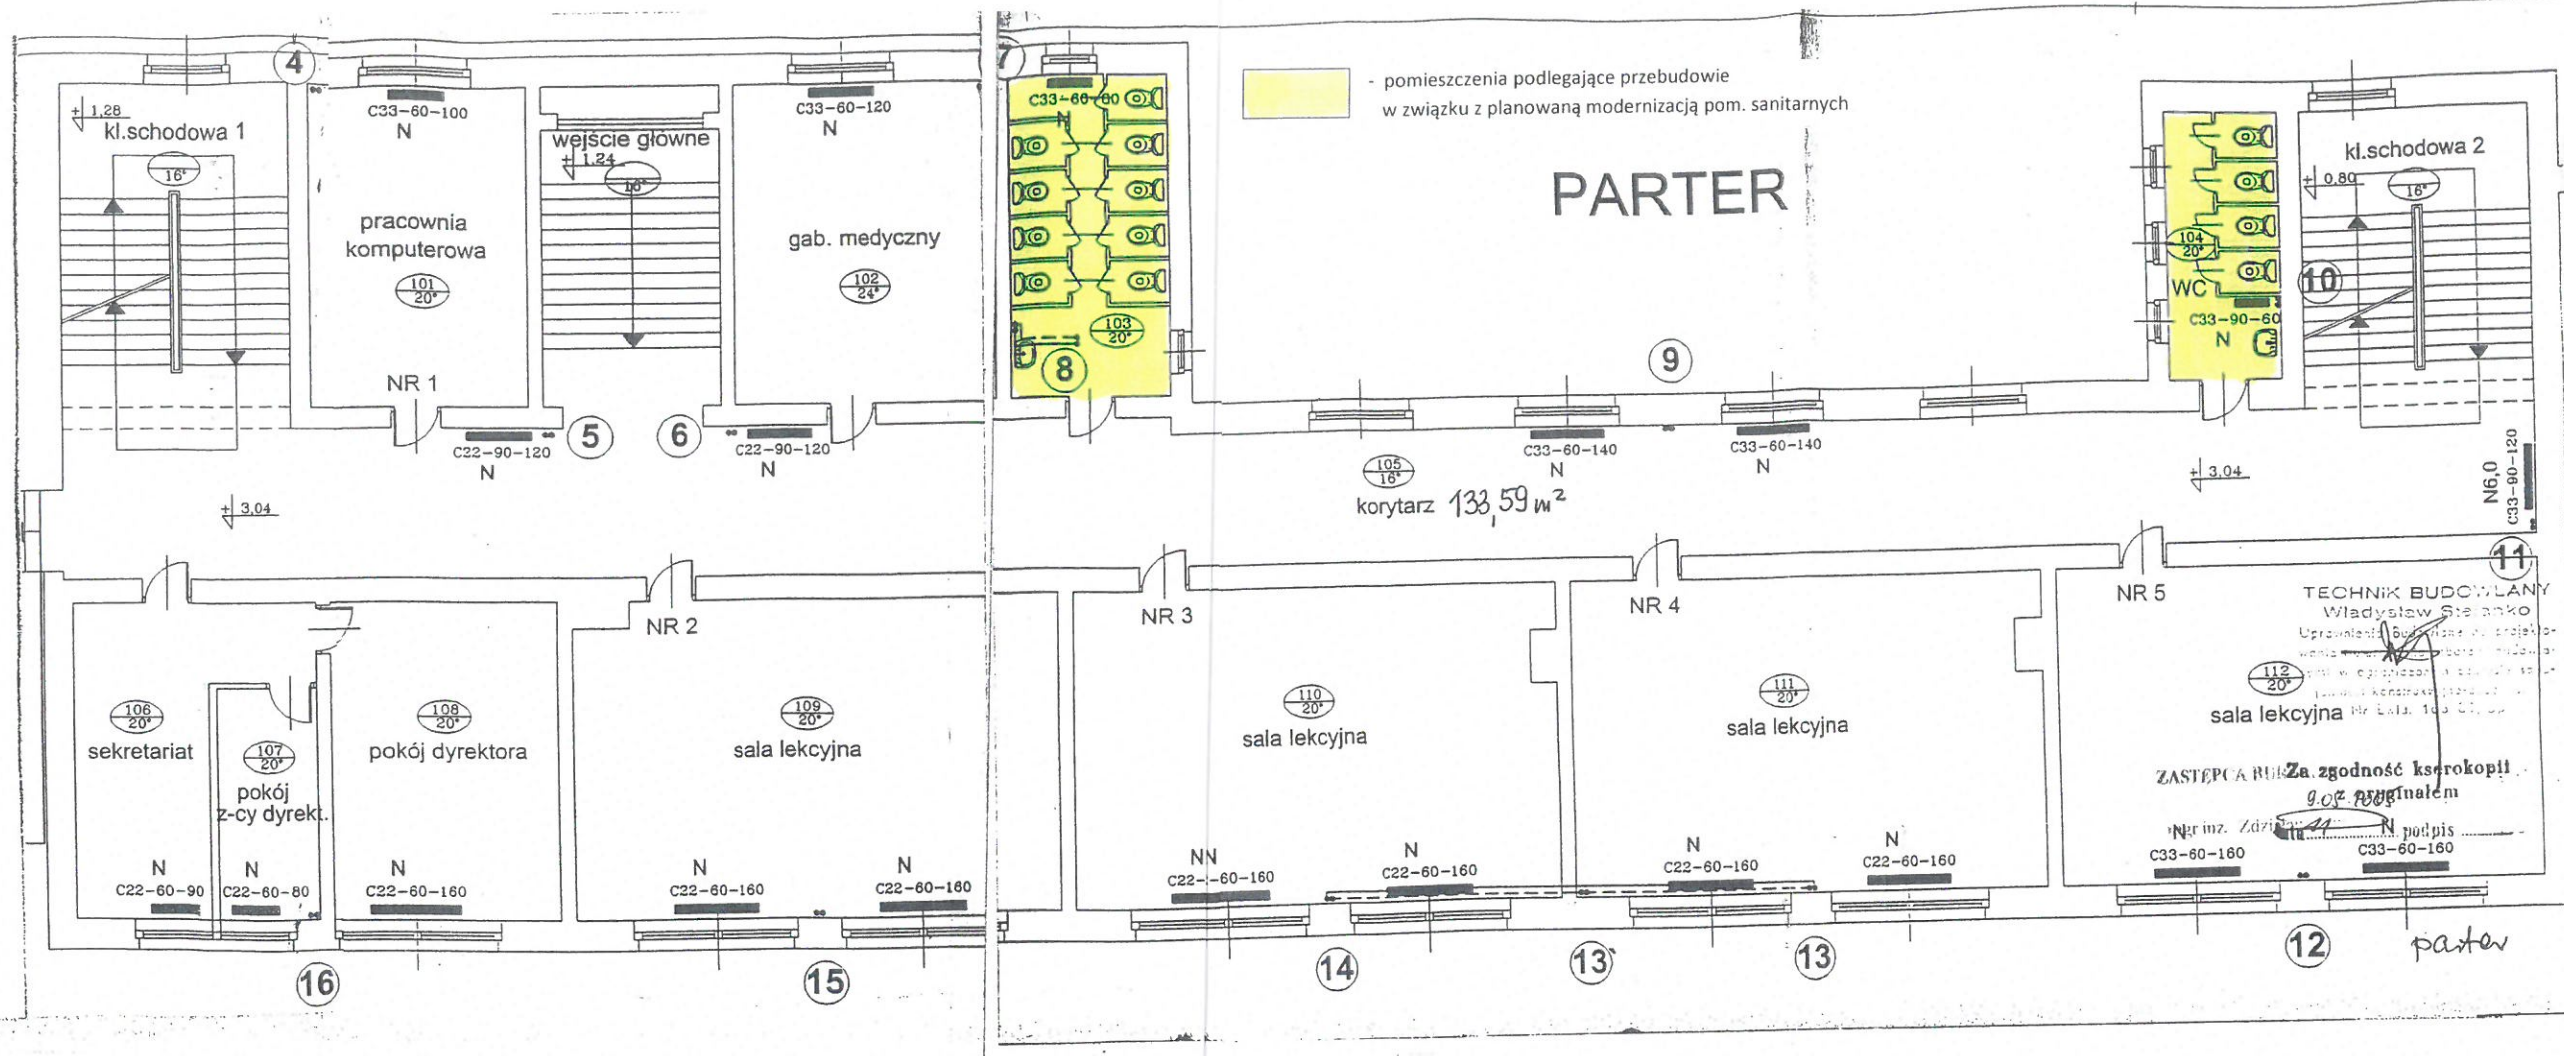 4
7
- pomieszczenia podlegające przebudowie
w związku z planowaną modernizacją pom. sanitarnych
+ 1,28
kl.schodowa 1
16°
C33-60-100
N
wejście główne
+ 1.24
16°
C33-60-120
N
C33-60-80
N
PARTER
kl.schodowa 2
+ 0,80
16°
pracownia
komputerowa
101
20°
gab. medyczny
102
24°
103
20°
8
9
104
20°
WC
10
C33-90-60
N
NR 1
5
6
C22-90-120
N
C22-90-120
N
C33-60-140
N
C33-60-140
N
105
16°
korytarz 133,59 m²
+ 3,04
+ 3,04
N6,0
C33-90-120
11
NR 2
NR 3
NR 4
NR 5
TECHNIK BUDOWLANY
Władysław
106
20°
sekretariat
107
20°
pokój
z-cy dyrekt.
108
20°
pokój dyrektora
109
20°
sala lekcyjna
110
20°
sala lekcyjna
111
20°
sala lekcyjna
112
20°
sala lekcyjna
ZASTĘPCA
Za zgodność kserokopii
z oryginałem
mgr inz.
podpis
N
C22-60-90
N
C22-60-80
N
C22-60-160
N
C22-60-160
N
C22-60-160
NN
C22-60-160
N
C22-60-160
N
C22-60-160
N
C22-60-160
N
C33-60-160
N
C33-60-160
16
15
14
13`
13
12
parter